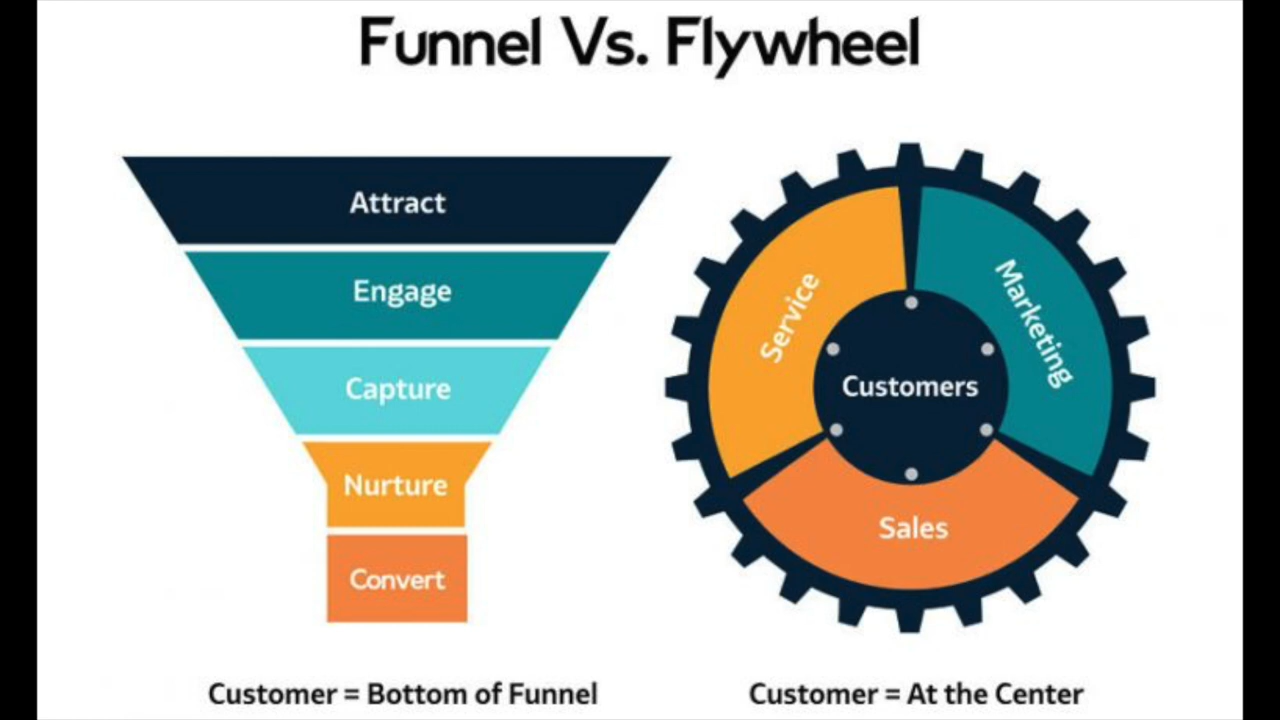 Funnel Vs. Flywheel
Attract
Engage
Capture
Nurture
Convert
Customer = Bottom of Funnel
Service
Marketing
Customers
Sales
Customer = At the Center